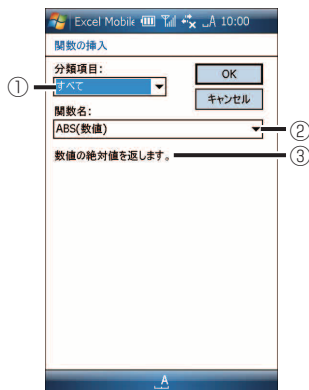 Excel Mobile A 10:00
関数の挿入
分類項目:
OK
① すべて
キャンセル
関数名:
ABS(数値) ②
数値の絶対値を返します。 ③
A